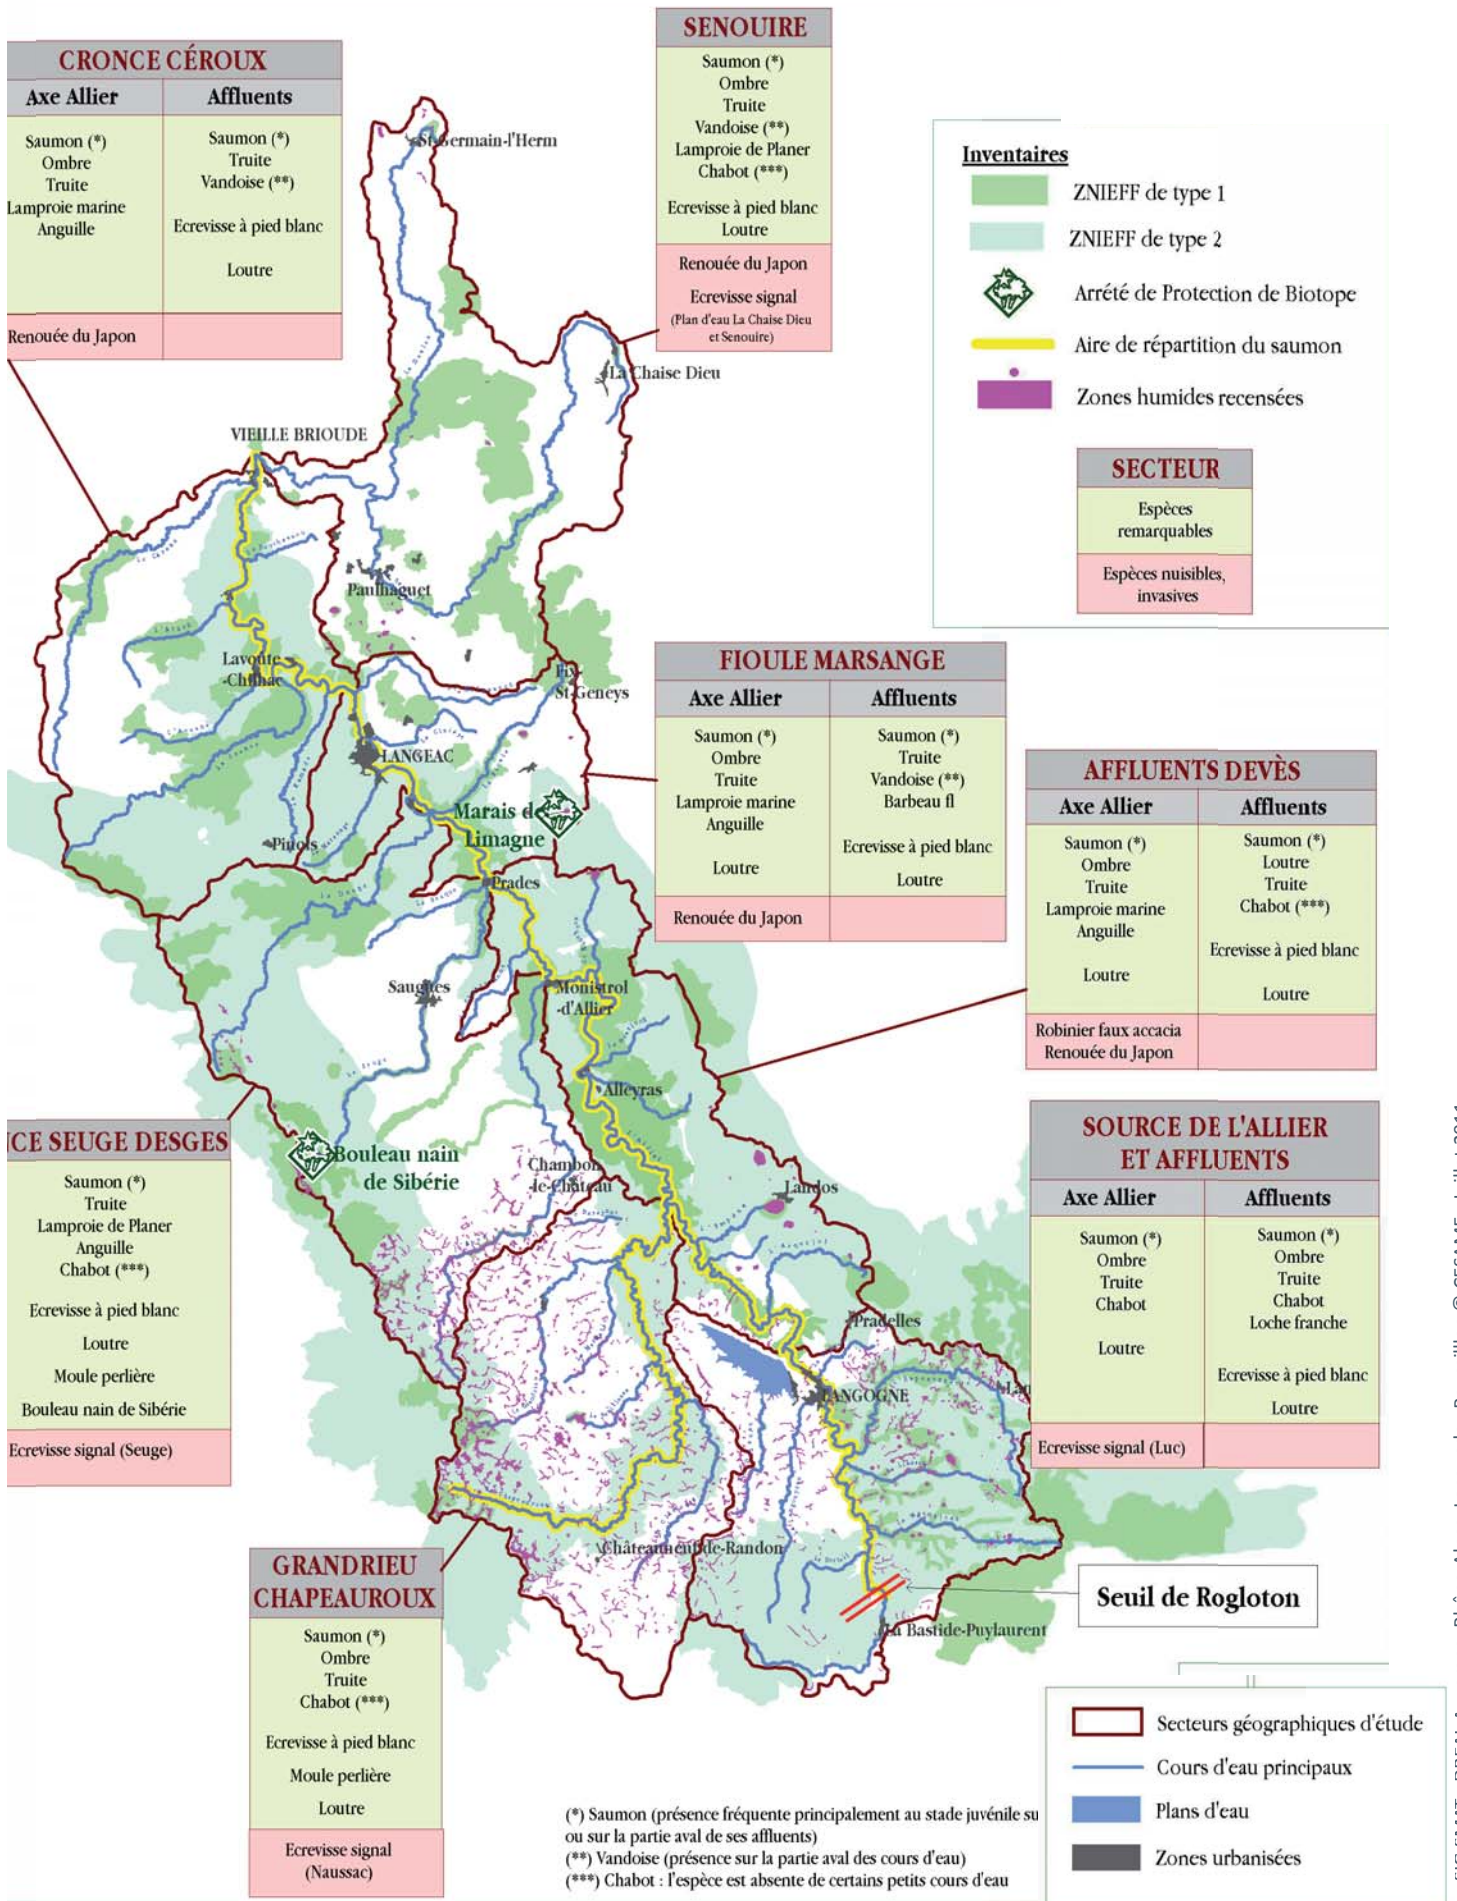 CRONCE CÉROUX
Axe Allier
Saumon (*)
Ombre
Truite
Lamproie marine
Anguille
Renouée du Japon
Affluents
Saumon (*)
Truite
Vandoise (**)
Ecrevisse à pied blanc
Loutre
SENOUIRE
Saumon (*)
Ombre
Truite
Vandoise (**)
Lamproie de Planer
Chabot (***)
Ecrevisse à pied blanc
Loutre
Renouée du Japon
Ecrevisse signal
(Plan d'eau La Chaise Dieu
et Senouire)
Inventaires
ZNIEFF de type 1
ZNIEFF de type 2
Arrété de Protection de Biotope
Aire de répartition du saumon
Zones humides recensées
SECTEUR
Espèces
remarquables
Espèces nuisibles,
invasives
St-Germain-l'Herm
La Chaise Dieu
VIEILLE BRIOUDE
Paulhaguet
Lavoûte
-Chilhac
Fix-
St-Geneys
LANGEAC
Marais de
Limagne
Pinols
Prades
Saugues
Monistrol
-d'Allier
Alleyras
Bouleau nain
de Sibérie
Chambon
-le-Château
Landos
Pradelles
LANGOGNE
Lan
Châteauneuf-de-Randon
La Bastide-Puylaurent
Seuil de Rogloton
FIOULE MARSANGE
Axe Allier
Saumon (*)
Ombre
Truite
Lamproie marine
Anguille
Loutre
Renouée du Japon
Affluents
Saumon (*)
Truite
Vandoise (**)
Barbeau fl
Ecrevisse à pied blanc
Loutre
AFFLUENTS DEVÈS
Axe Allier
Saumon (*)
Ombre
Truite
Lamproie marine
Anguille
Loutre
Robinier faux accacia
Renouée du Japon
Affluents
Saumon (*)
Loutre
Truite
Chabot (***)
Ecrevisse à pied blanc
Loutre
NCE SEUGE DESGES
Saumon (*)
Truite
Lamproie de Planer
Anguille
Chabot (***)
Ecrevisse à pied blanc
Loutre
Moule perlière
Bouleau nain de Sibérie
Ecrevisse signal (Seuge)
SOURCE DE L'ALLIER
ET AFFLUENTS
Axe Allier
Saumon (*)
Ombre
Truite
Chabot
Loutre
Ecrevisse signal (Luc)
Affluents
Saumon (*)
Ombre
Truite
Chabot
Loche franche
Ecrevisse à pied blanc
Loutre
GRANDRIEU
CHAPEAUROUX
Saumon (*)
Ombre
Truite
Chabot (***)
Ecrevisse à pied blanc
Moule perlière
Loutre
Ecrevisse signal
(Naussac)
(*) Saumon (présence fréquente principalement au stade juvénile su
ou sur la partie aval de ses affluents)
(**) Vandoise (présence sur la partie aval des cours d'eau)
(***) Chabot : l'espèce est absente de certains petits cours d'eau
Secteurs géographiques d'étude
Cours d'eau principaux
Plans d'eau
Zones urbanisées